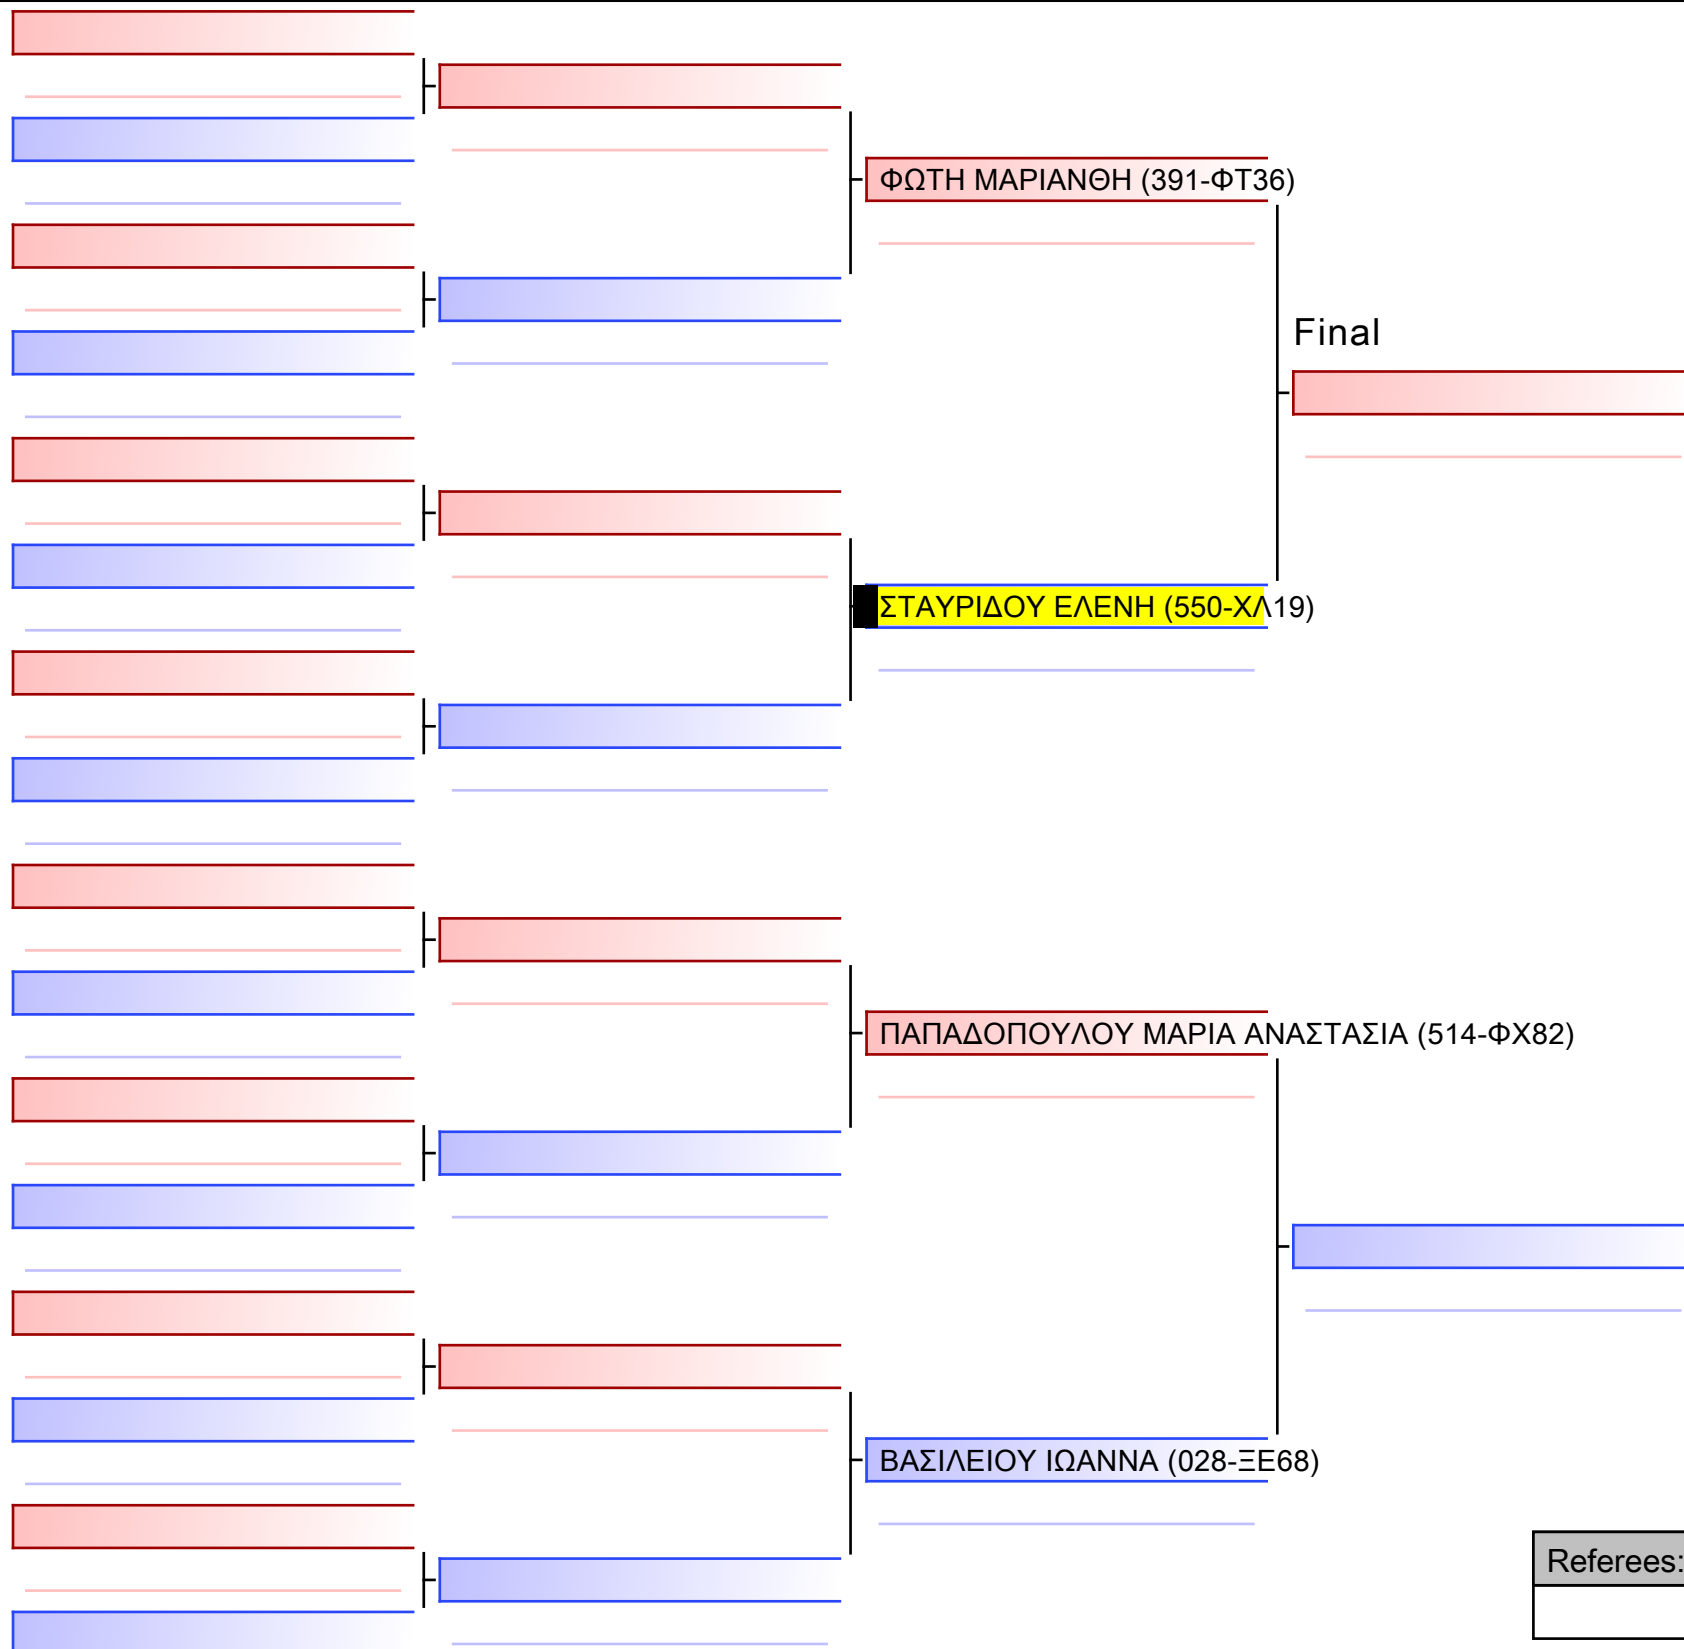 ΦΩΤΗ ΜΑΡΙΑΝΘΗ (391-ΦΤ36)
Final
ΣΤΑΥΡΙΔΟΥ ΕΛΕΝΗ (550-ΧΛ19)
ΠΑΠΑΔΟΠΟΥΛΟΥ ΜΑΡΙΑ ΑΝΑΣΤΑΣΙΑ (514-ΦΧ82)
ΒΑΣΙΛΕΙΟΥ ΙΩΑΝΝΑ (028-ΞΕ68)
Referees: